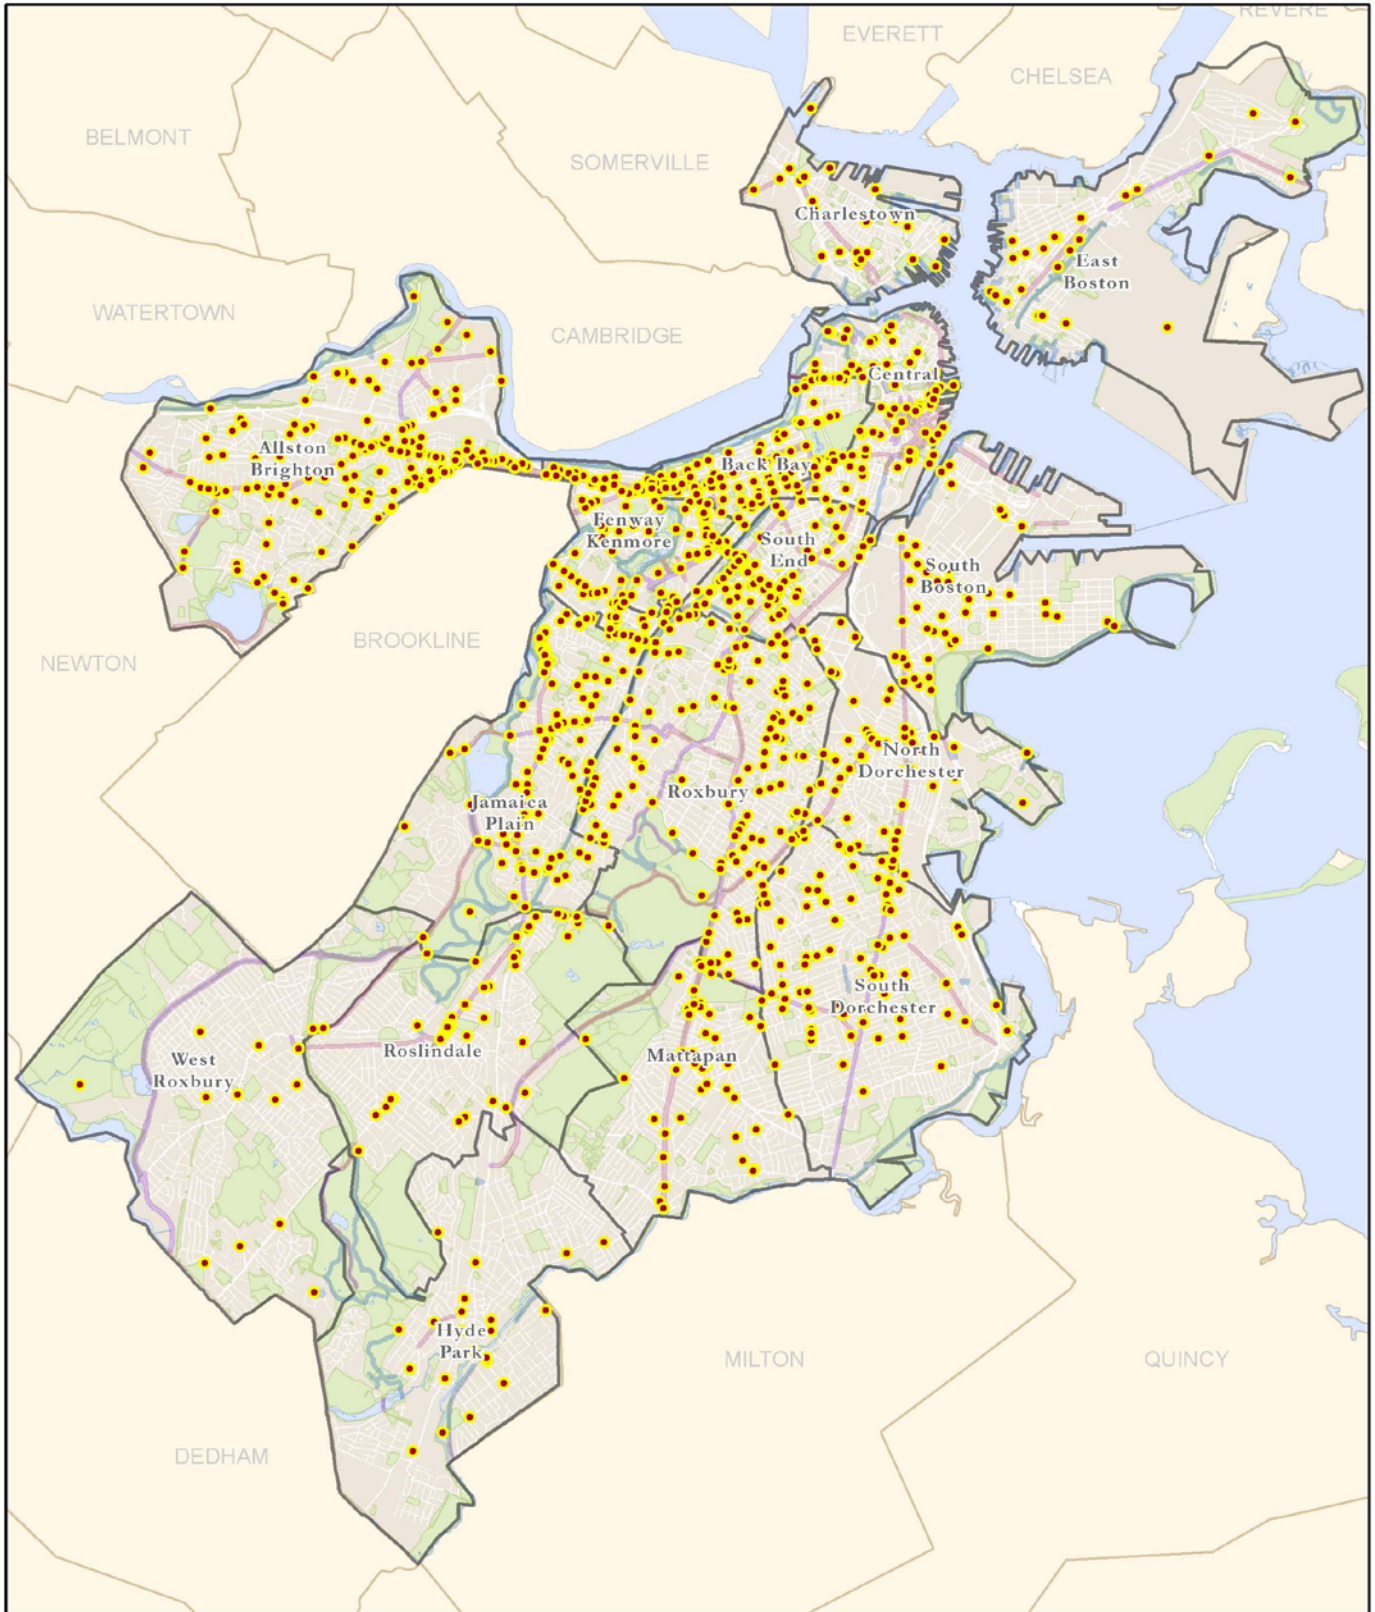 REVERE
EVERETT
CHELSEA
BELMONT
SOMERVILLE
Charlestown
East
Boston
WATERTOWN
CAMBRIDGE
Central
Allston
Brighton
Back Bay
Fenway
Kenmore
South
End
South
Boston
BROOKLINE
NEWTON
North
Dorchester
Jamaica
Plain
Roxbury
South
Dorchester
West
Roxbury
Roslindale
Mattapan
Hyde
Park
MILTON
QUINCY
DEDHAM